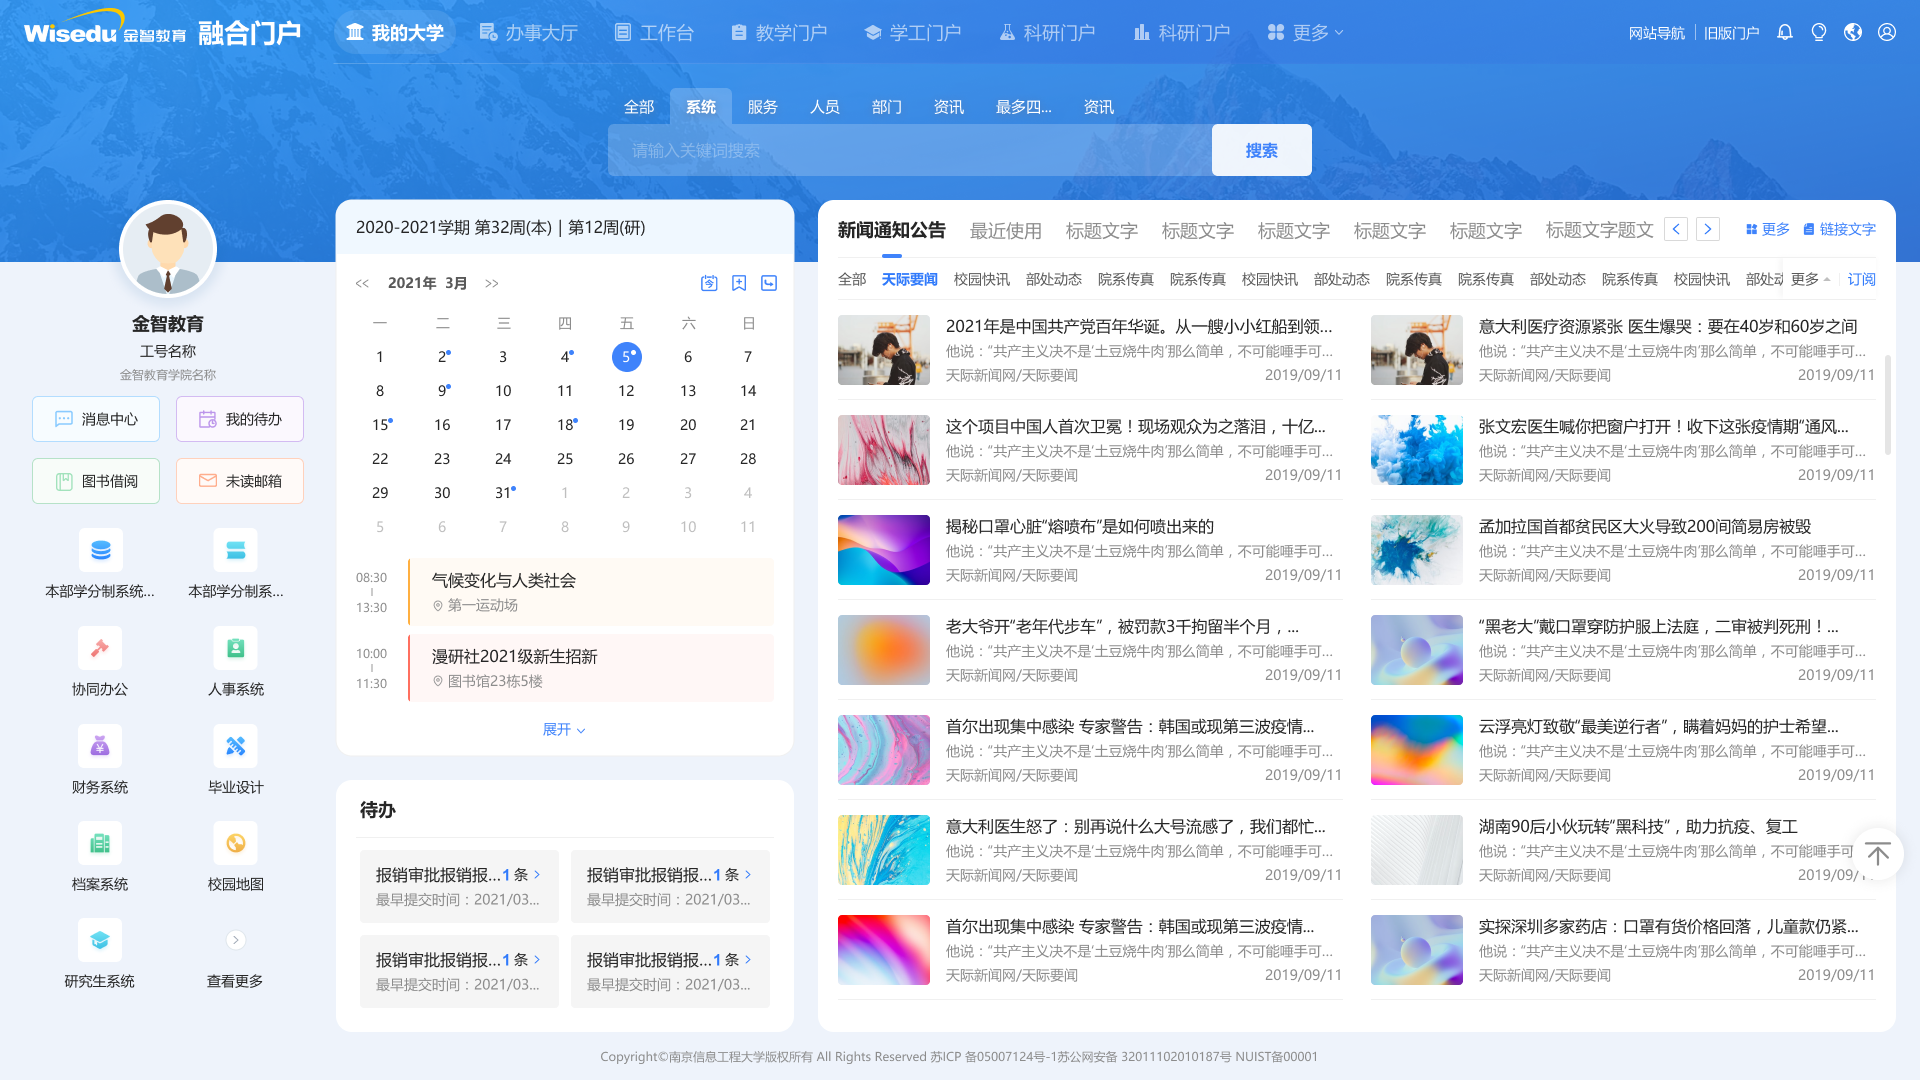 Wisedu 金智教育 融合门户
我的大学 办事大厅 工作台 教学门户 学工门户 科研门户 科研门户 更多
网站导航 旧版门户
全部 系统 服务 人员 部门 资讯 最多四... 资讯
请输入关键词搜索 搜索
金智教育
工号名称
金智教育学院名称
消息中心 我的待办
图书借阅 未读邮箱
本部学分制系统... 本部学分制系...
协同办公 人事系统
财务系统 毕业设计
档案系统 校园地图
研究生系统 查看更多
2020-2021学期 第32周(本) | 第12周(研)
<< 2021年 3月 >>
今
一 二 三 四 五 六 日
1 2 3 4 5 6 7
8 9 10 11 12 13 14
15 16 17 18 19 20 21
22 23 24 25 26 27 28
29 30 31 1 2 3 4
5 6 7 8 9 10 11
08:30
13:30
气候变化与人类社会
第一运动场
10:00
11:30
漫研社2021级新生招新
图书馆23栋5楼
展开
待办
报销审批报销报...1 条 >
最早提交时间：2021/03...
报销审批报销报...1 条 >
最早提交时间：2021/03...
报销审批报销报...1 条 >
最早提交时间：2021/03...
报销审批报销报...1 条 >
最早提交时间：2021/03...
新闻通知公告 最近使用 标题文字 标题文字 标题文字 标题文字 标题文字 标题文字题文 < > 更多 链接文字
全部 天际要闻 校园快讯 部处动态 院系传真 院系传真 校园快讯 部处动态 院系传真 院系传真 部处动态 院系传真 校园快讯 部处动 更多 订阅
2021年是中国共产党百年华诞。从一艘小小红船到领...
他说：“共产主义决不是‘土豆烧牛肉’那么简单，不可能唾手可...
天际新闻网/天际要闻 2019/09/11
意大利医疗资源紧张 医生爆哭：要在40岁和60岁之间
他说：“共产主义决不是‘土豆烧牛肉’那么简单，不可能唾手可...
天际新闻网/天际要闻 2019/09/11
这个项目中国人首次卫冕！现场观众为之落泪，十亿...
他说：“共产主义决不是‘土豆烧牛肉’那么简单，不可能唾手可...
天际新闻网/天际要闻 2019/09/11
张文宏医生喊你把窗户打开！收下这张疫情期“通风...
他说：“共产主义决不是‘土豆烧牛肉’那么简单，不可能唾手可...
天际新闻网/天际要闻 2019/09/11
揭秘口罩心脏“熔喷布”是如何喷出来的
他说：“共产主义决不是‘土豆烧牛肉’那么简单，不可能唾手可...
天际新闻网/天际要闻 2019/09/11
孟加拉国首都贫民区大火导致200间简易房被毁
他说：“共产主义决不是‘土豆烧牛肉’那么简单，不可能唾手可...
天际新闻网/天际要闻 2019/09/11
老大爷开“老年代步车”，被罚款3千拘留半个月，...
他说：“共产主义决不是‘土豆烧牛肉’那么简单，不可能唾手可...
天际新闻网/天际要闻 2019/09/11
“黑老大”戴口罩穿防护服上法庭，二审被判死刑！...
他说：“共产主义决不是‘土豆烧牛肉’那么简单，不可能唾手可...
天际新闻网/天际要闻 2019/09/11
首尔出现集中感染 专家警告：韩国或现第三波疫情...
他说：“共产主义决不是‘土豆烧牛肉’那么简单，不可能唾手可...
天际新闻网/天际要闻 2019/09/11
云浮亮灯致敬“最美逆行者”，瞒着妈妈的护士希望...
他说：“共产主义决不是‘土豆烧牛肉’那么简单，不可能唾手可...
天际新闻网/天际要闻 2019/09/11
意大利医生怒了：别再说什么大号流感了，我们都忙...
他说：“共产主义决不是‘土豆烧牛肉’那么简单，不可能唾手可...
天际新闻网/天际要闻 2019/09/11
湖南90后小伙玩转“黑科技”，助力抗疫、复工
他说：“共产主义决不是‘土豆烧牛肉’那么简单，不可能唾手可...
天际新闻网/天际要闻 2019/09/
首尔出现集中感染 专家警告：韩国或现第三波疫情...
他说：“共产主义决不是‘土豆烧牛肉’那么简单，不可能唾手可...
天际新闻网/天际要闻 2019/09/11
实探深圳多家药店：口罩有货价格回落，儿童款仍紧...
他说：“共产主义决不是‘土豆烧牛肉’那么简单，不可能唾手可...
天际新闻网/天际要闻 2019/09/11
Copyright©南京信息工程大学版权所有 All Rights Reserved 苏ICP 备05007124号-1苏公网安备 32011102010187号 NUIST备00001